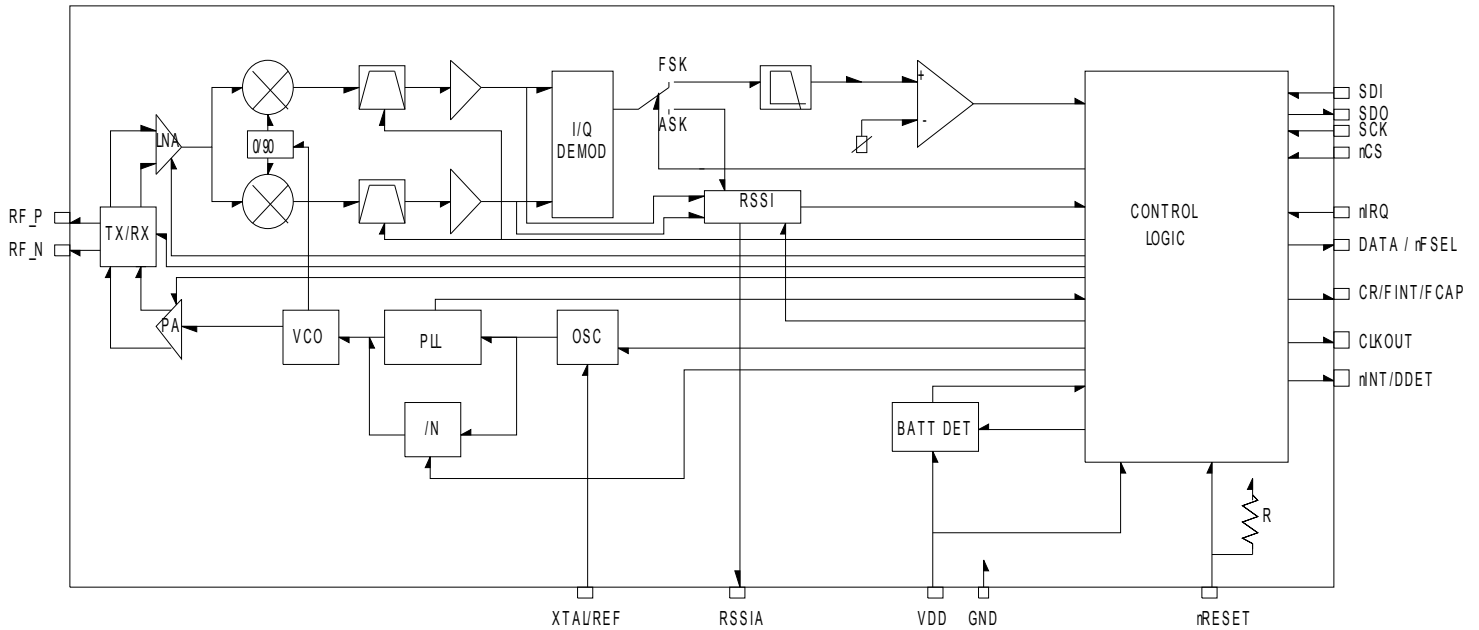 FSK
ASK
LNA
0/90
I/Q
DEMOD
+
-
RSSI
CONTROL
LOGIC
SDI
SDO
SCK
nCS
nIRQ
DATA / nFSEL
CR/FINT/FCAP
CLKOUT
nINT/DDET
RF_P
RF_N
TX/RX
PA
VCO
PLL
OSC
/N
BATT DET
R
XTAL/REF
RSSIA
VDD
GND
nRESET